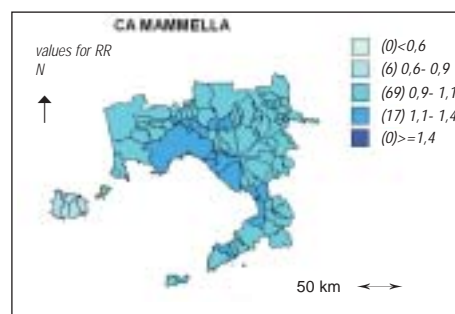 CA MAMMELLA
values for RR
N
(0)<0,6
(6) 0,6- 0,9
(69) 0,9- 1,1
(17) 1,1- 1,4
(0)>=1,4
50 km